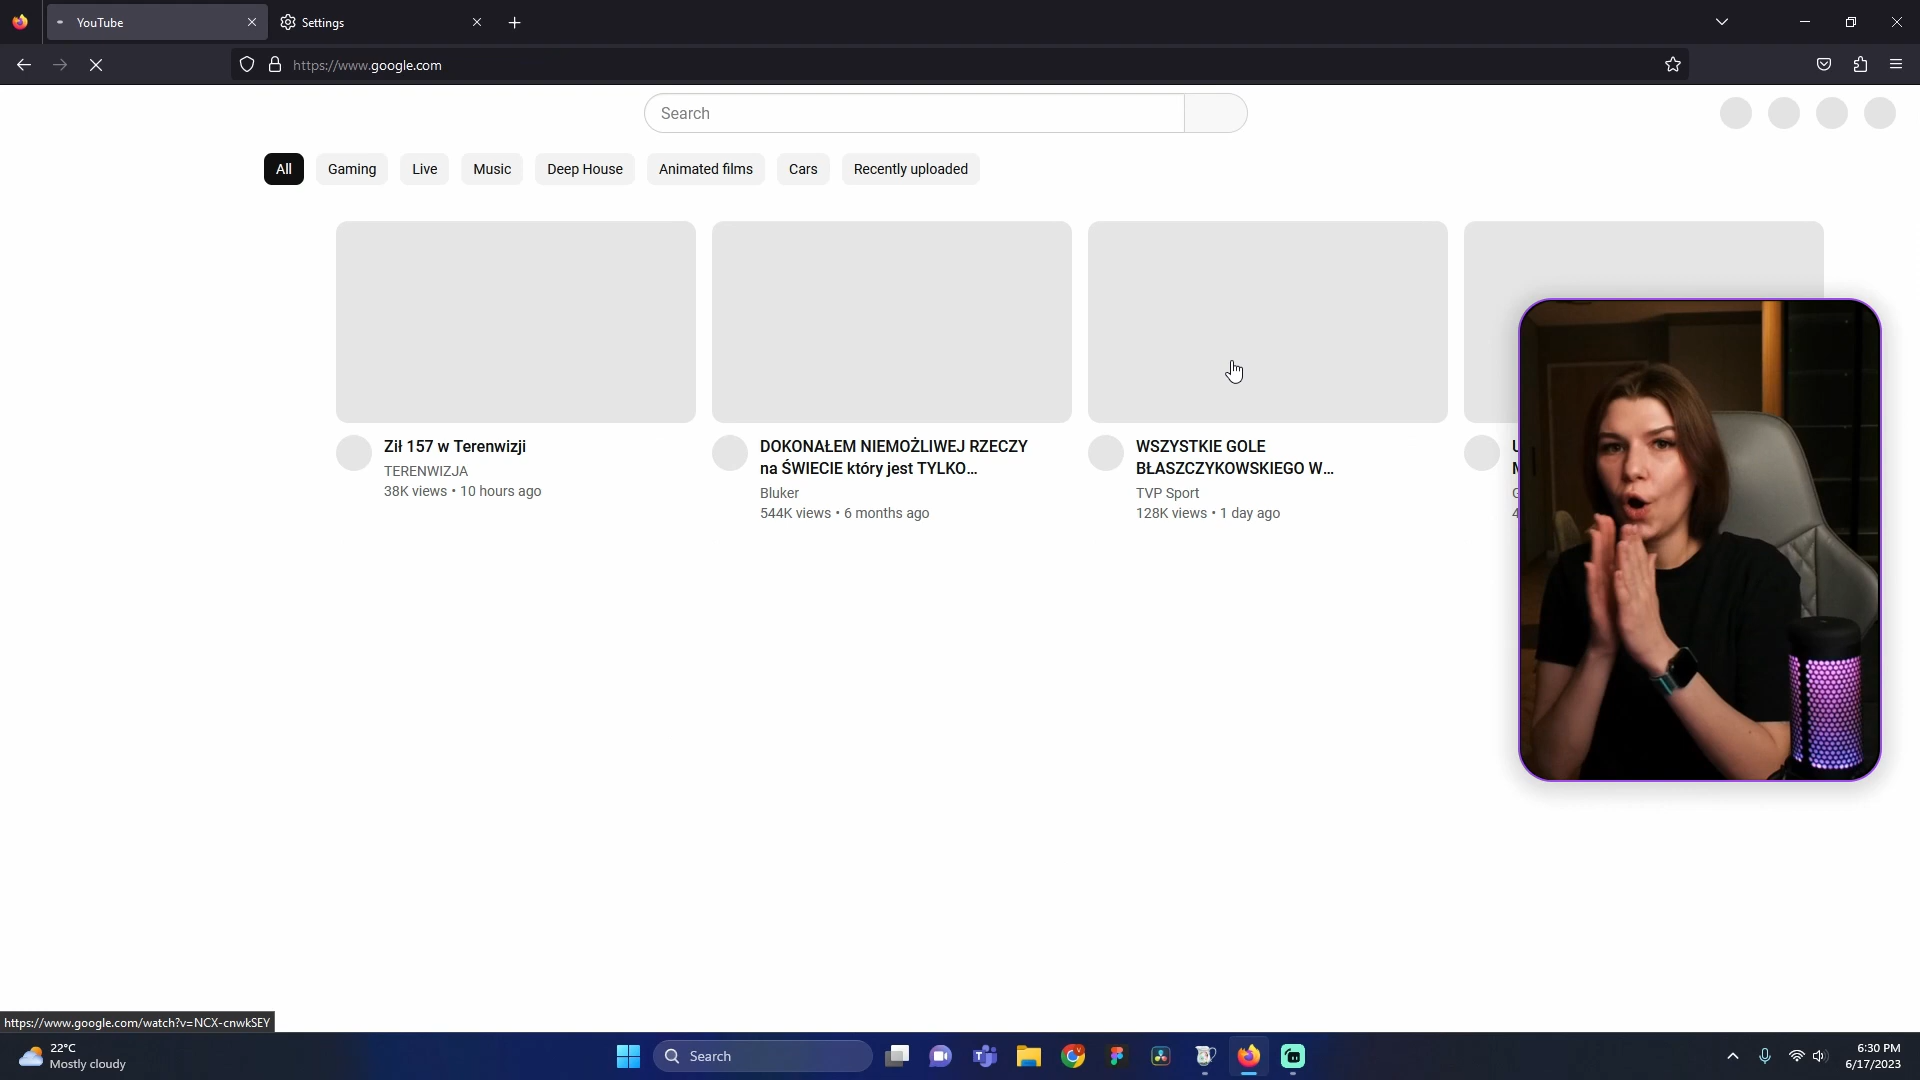 YouTube
Settings
https://www.google.com
Search
All
Gaming
Live
Music
Deep House
Animated films
Cars
Recently uploaded
Ził 157 w Terenwizji
TERENWIZJA
38K views • 10 hours ago
DOKONAŁEM NIEMOŻLIWEJ RZECZY
na ŚWIECIE który jest TYLKO...
Bluker
544K views • 6 months ago
WSZYSTKIE GOLE
BŁASZCZYKOWSKIEGO W...
TVP Sport
128K views • 1 day ago
https://www.google.com/watch?v=NCX-cnwkSEY
22°C
Mostly cloudy
Search
6:30 PM
6/17/2023